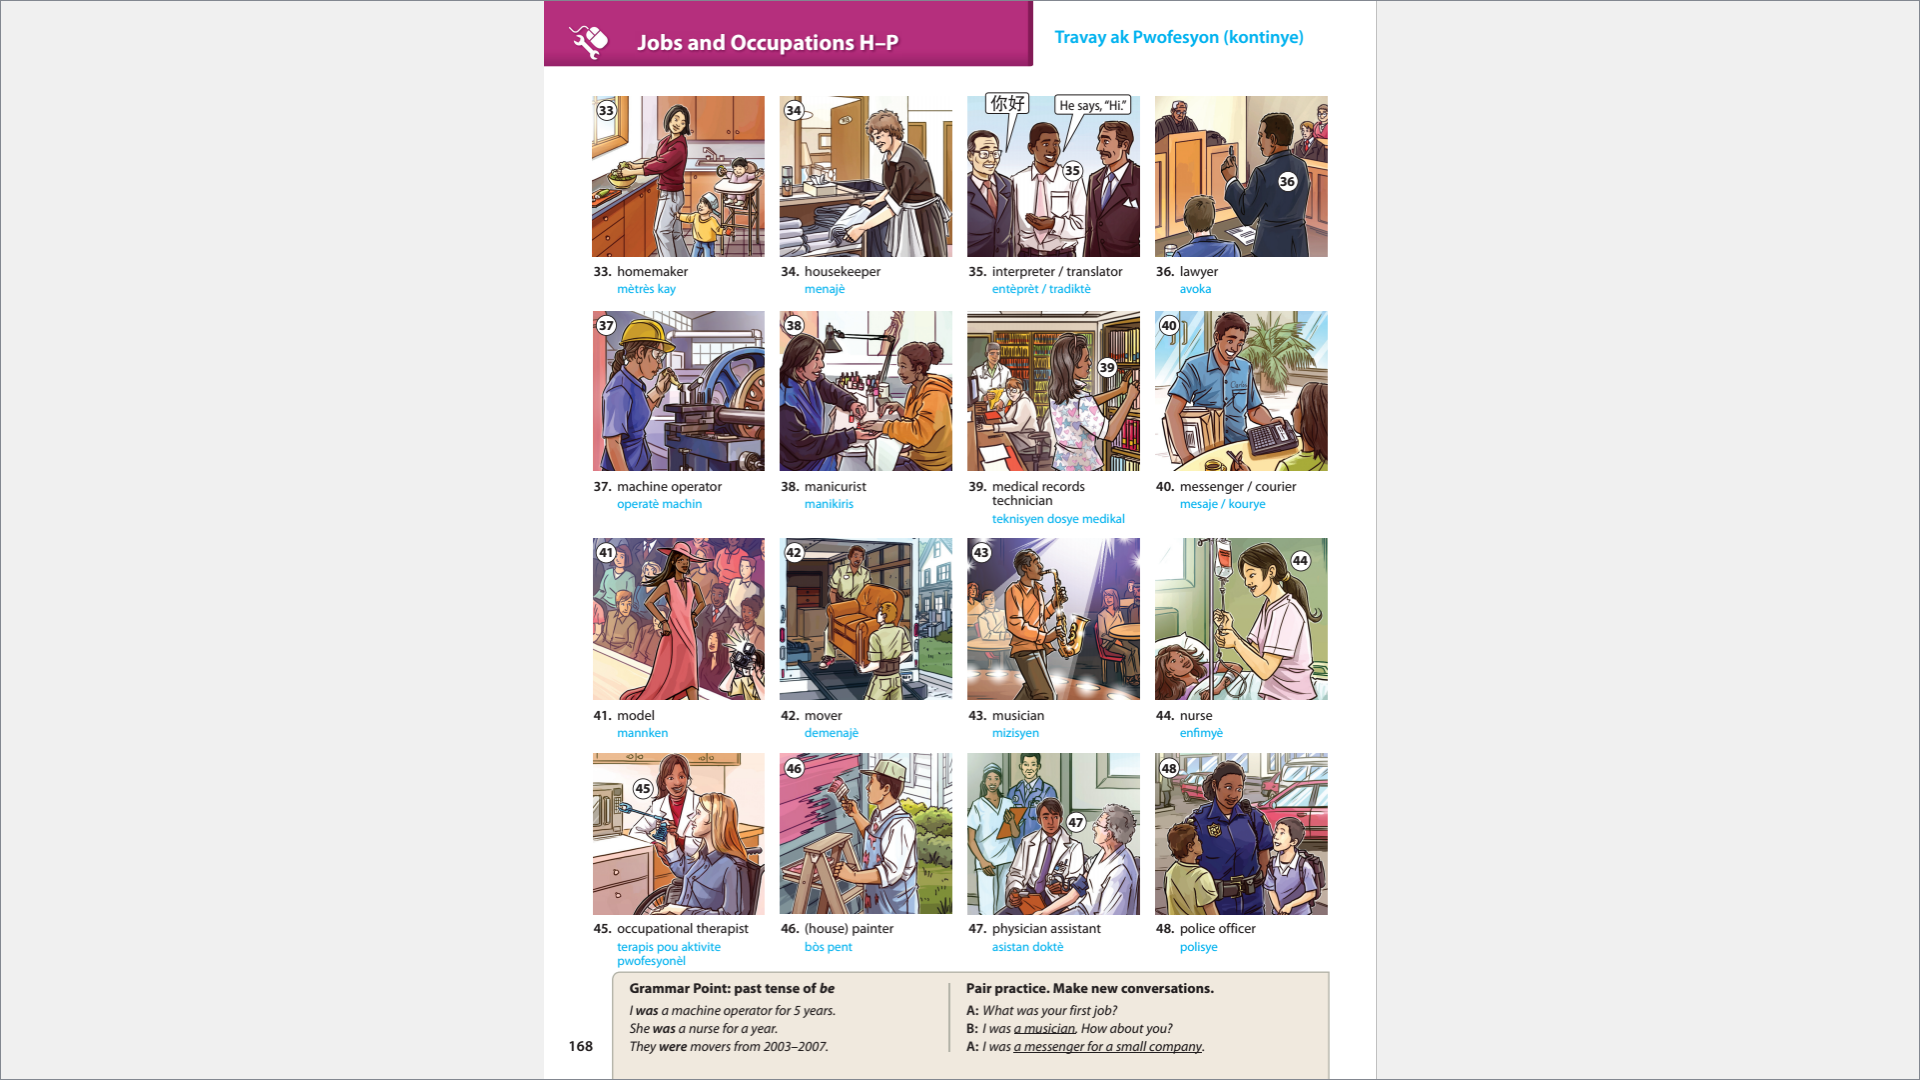 Jobs and Occupations H–P
Travay ak Pwofesyon (kontinye)
33
34
你好
He says, “Hi.”
35
36
33. homemaker
mètrès kay
34. housekeeper
menajè
35. interpreter / translator
entèprèt / tradiktè
36. lawyer
avoka
37
38
39
40
Carlos
37. machine operator
operatè machin
38. manicurist
manikiris
39. medical records
technician
teknisyen dosye medikal
40. messenger / courier
mesaje / kourye
41
42
43
44
41. model
mannken
42. mover
demenajè
43. musician
mizisyen
44. nurse
enfimyè
45
46
47
48
45. occupational therapist
terapis pou aktivite
pwofesyonèl
46. (house) painter
bòs pent
47. physician assistant
asistan doktè
48. police officer
polisye
Grammar Point: past tense of be
I was a machine operator for 5 years.
She was a nurse for a year.
They were movers from 2003–2007.
Pair practice. Make new conversations.
A: What was your first job?
B: I was a musician. How about you?
A: I was a messenger for a small company.
168